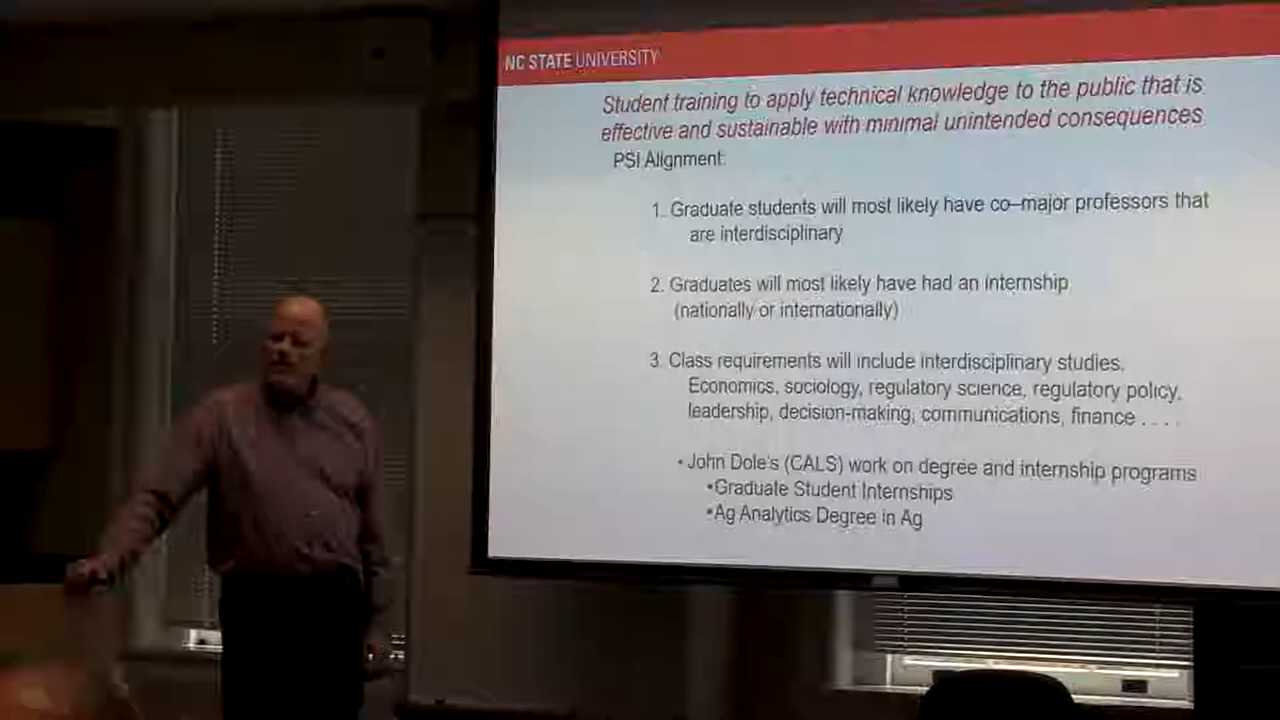 NC STATE UNIVERSITY
Student training to apply technical knowledge to the public that is
effective and sustainable with minimal unintended consequences
PSI Alignment:
1. Graduate students will most likely have co–major professors that
are interdisciplinary
2. Graduates will most likely have had an internship
(nationally or internationally)
3. Class requirements will include interdisciplinary studies.
Economics, sociology, regulatory science, regulatory policy,
leadership, decision-making, communications, finance . . . .
•John Dole's (CALS) work on degree and internship programs
•Graduate Student Internships
•Ag Analytics Degree in Ag